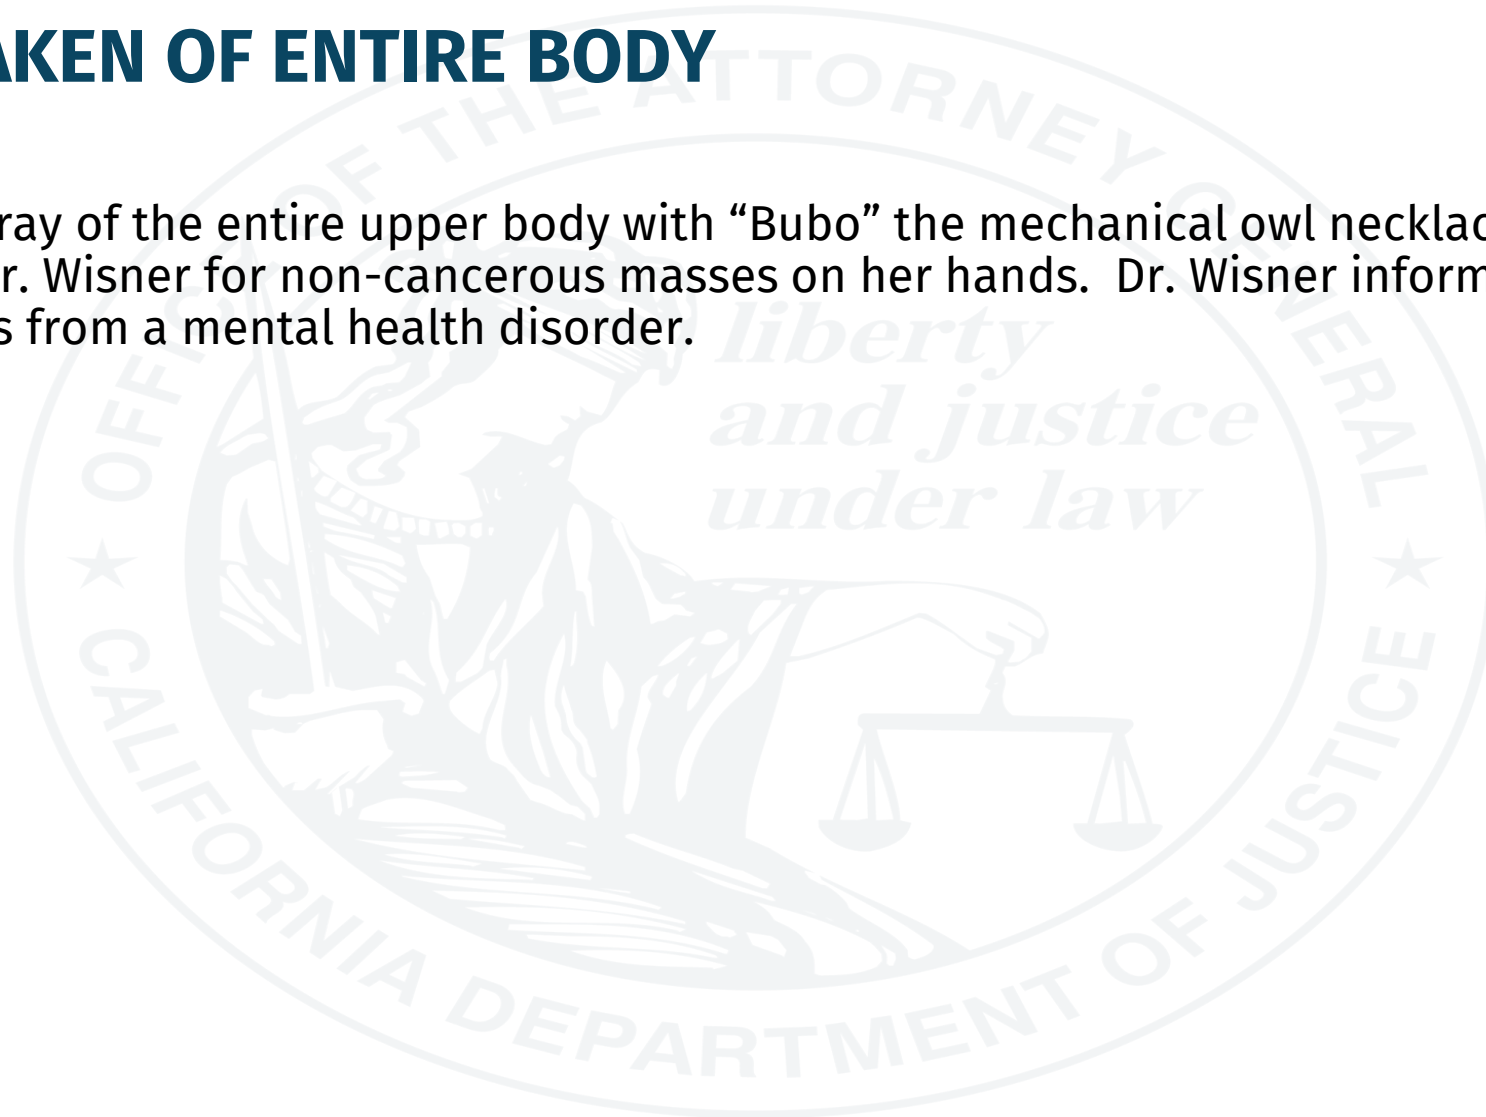 AKEN OF ENTIRE BODY
ray of the entire upper body with “Bubo” the mechanical owl necklac
r. Wisner for non-cancerous masses on her hands.  Dr. Wisner inform
s from a mental health disorder.
OFFICE OF THE ATTORNEY GENERAL
liberty
and justice
under law
CALIFORNIA DEPARTMENT OF JUSTICE